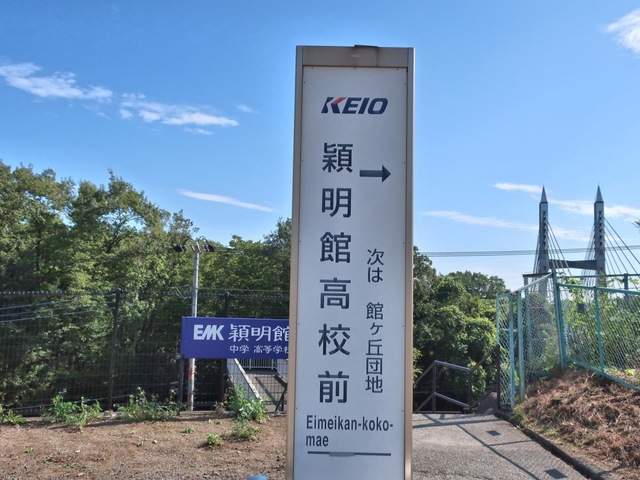 KEIO
穎明館高校前
→
次は 館ヶ丘団地
Eimeikan-koko-
mae
EMK 穎明館
中学 高等学校